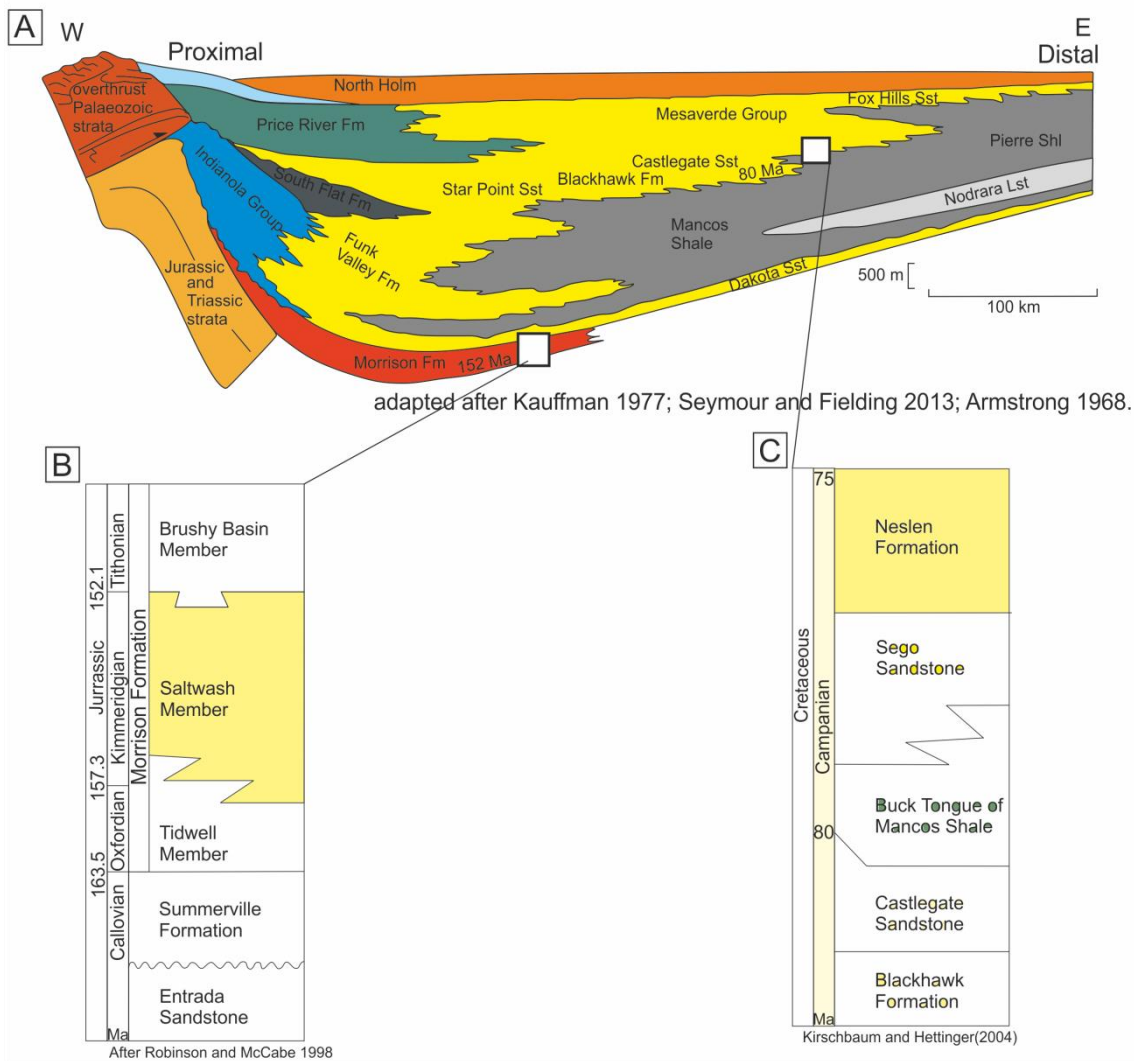 A
W
E
Proximal
Distal
overthrust
Palaeozoic
strata
North Holm
Fox Hills Sst
Price River Fm
Mesaverde Group
Pierre Shl
Indianola Group
South Flat Fm
Castlegate Sst
Blackhawk Fm
80 Ma
Star Point Sst
Nodrara Lst
Mancos
Shale
Funk
Valley Fm
Jurassic
and
Triassic
strata
Dakota Sst
500 m
100 km
Morrison Fm
152 Ma
adapted after Kauffman 1977; Seymour and Fielding 2013; Armstrong 1968.
B
Jurrassic
152.1
157.3
163.5
Ma
Tithonian
Kimmeridgian
Oxfordian
Callovian
Morrison Formation
Brushy Basin
Member
Saltwash
Member
Tidwell
Member
Summerville
Formation
Entrada
Sandstone
After Robinson and McCabe 1998
C
Cretaceous
Campanian
75
80
Ma
Neslen
Formation
Sego
Sandstone
Buck Tongue of
Mancos Shale
Castlegate
Sandstone
Blackhawk
Formation
Kirschbaum and Hettinger(2004)